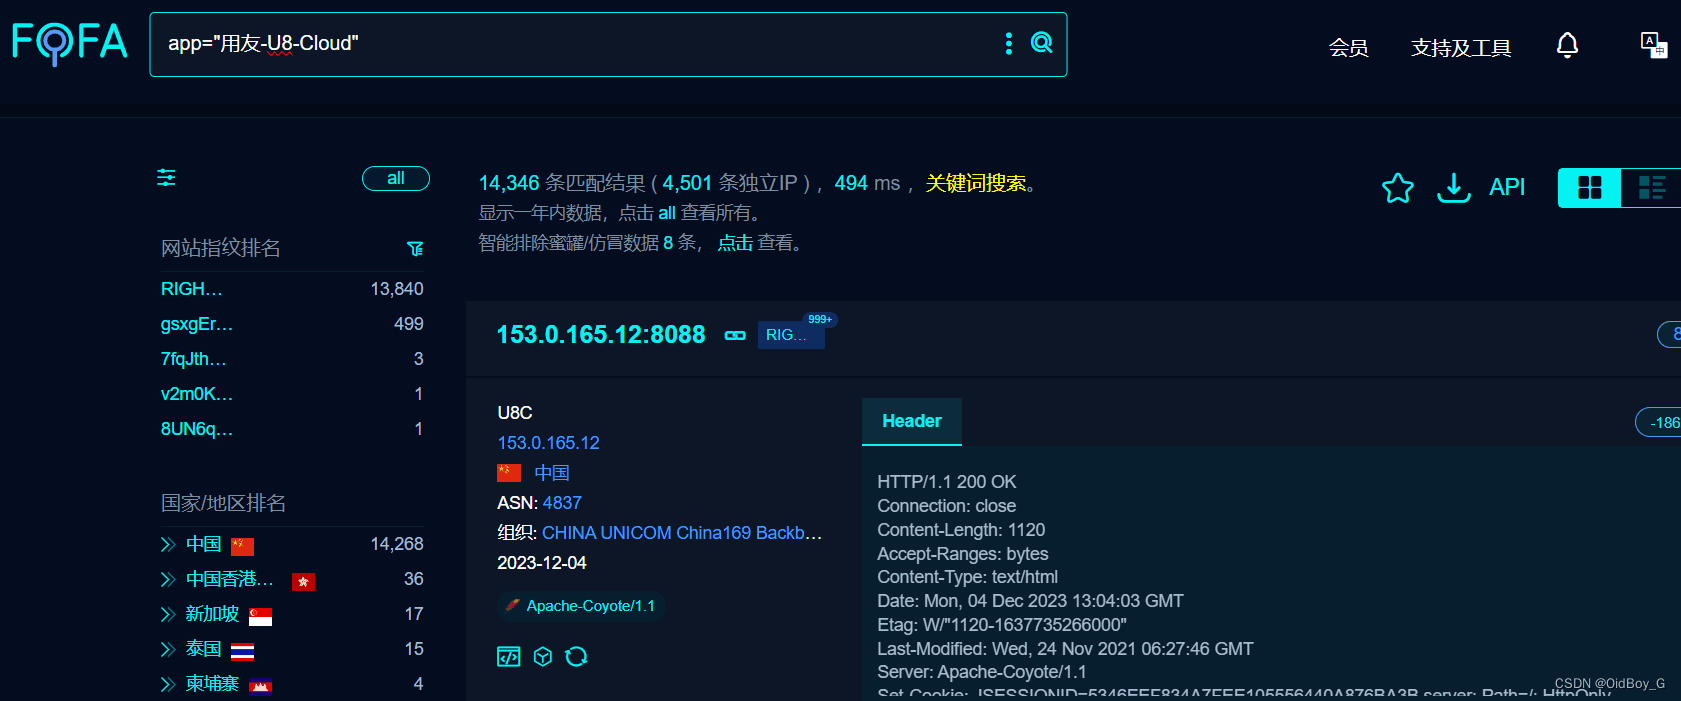 FOFA
app="用友-U8-Cloud"
会员
支持及工具
all
14,346 条匹配结果 ( 4,501 条独立IP ) ，494 ms ，关键词搜索。
显示一年内数据，点击 all 查看所有。
智能排除蜜罐/仿冒数据 8 条， 点击 查看。
API
网站指纹排名
RIGH... 13,840
gsxgEr... 499
7fqJth... 3
v2m0K... 1
8UN6q... 1
国家/地区排名
中国 14,268
中国香港... 36
新加坡 17
泰国 15
柬埔寨 4
153.0.165.12:8088
RIG...
999+
8
U8C
153.0.165.12
中国
ASN: 4837
组织: CHINA UNICOM China169 Backb...
2023-12-04
Apache-Coyote/1.1
Header
-186
HTTP/1.1 200 OK
Connection: close
Content-Length: 1120
Accept-Ranges: bytes
Content-Type: text/html
Date: Mon, 04 Dec 2023 13:04:03 GMT
Etag: W/"1120-1637735266000"
Last-Modified: Wed, 24 Nov 2021 06:27:46 GMT
Server: Apache-Coyote/1.1
Set-Cookie: JSESSIONID=5346FEF834A7FEE105556440A876BA3B.server; Path=/; HttpOnly
CSDN @OidBoy_G